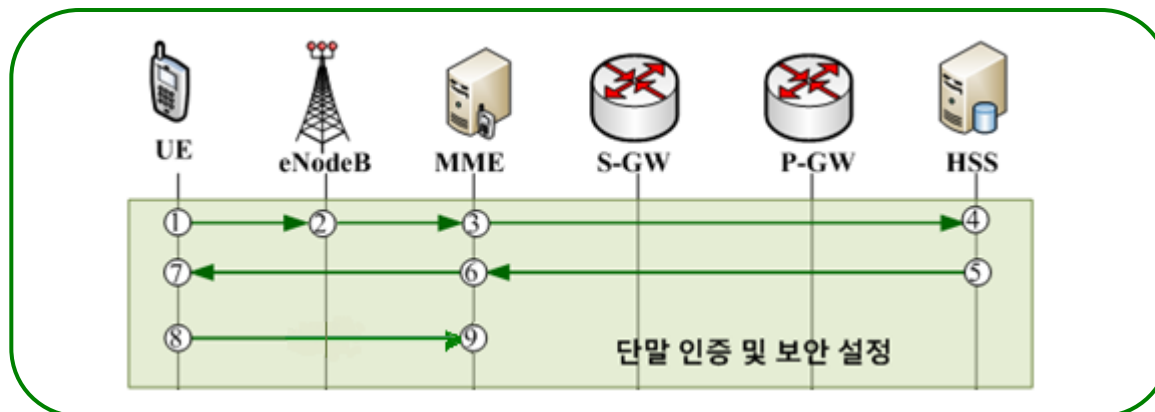 UE
eNodeB
MME
S-GW
P-GW
HSS
① ② ③ ④
⑦ ⑥ ⑤
⑧ ⑨
단말 인증 및 보안 설정